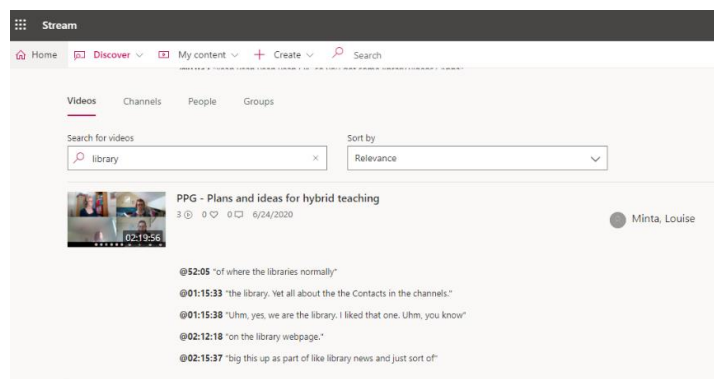 Stream
Home Discover My content Create Search
Videos Channels People Groups
Search for videos Sort by
library Relevance
PPG - Plans and ideas for hybrid teaching
3 0 0 6/24/2020
Minta, Louise
02:19:56
@52:05 "of where the libraries normally"
@01:15:33 "the library. Yet all about the the Contacts in the channels."
@01:15:38 "Uhm, yes, we are the library. I liked that one. Uhm, you know"
@02:12:18 "on the library webpage."
@02:15:37 "big this up as part of like library news and just sort of"